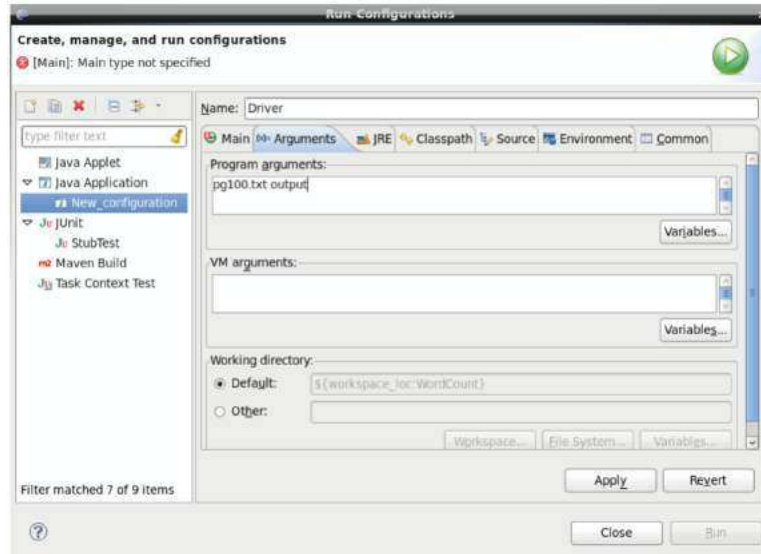 Run Configurations
Create, manage, and run configurations
[Main]: Main type not specified
type filter text
Java Applet
Java Application
New_configuration
JUnit
StubTest
Maven Build
Task Context Test
Filter matched 7 of 9 items
Name: Driver
Main Arguments JRE Classpath Source Environment Common
Program arguments:
pg100.txt output
Variables...
VM arguments:
Variables...
Working directory:
Default: ${workspace_loc:WordCount}
Other:
Workspace... File System... Variables...
Apply Revert
Close Run